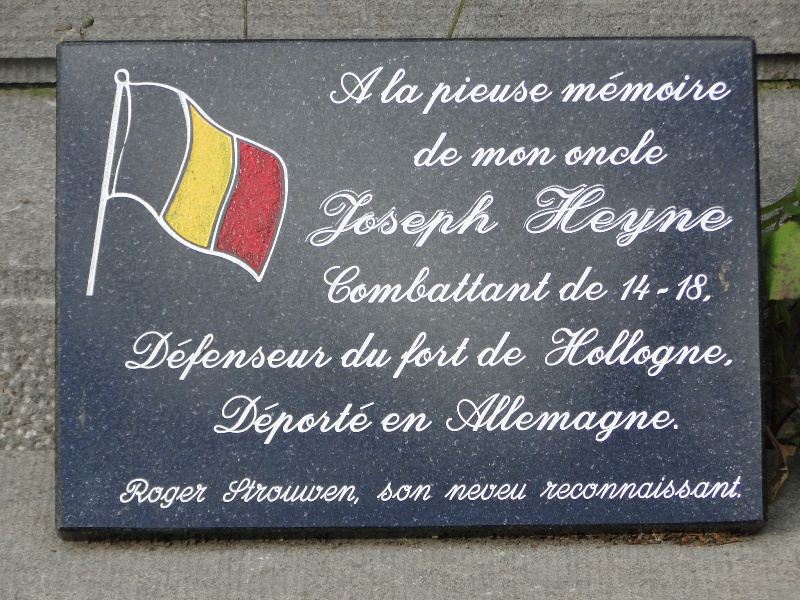 A la pieuse mémoire
de mon oncle
Joseph Heyne
Combattant de 14-18,
Défenseur du fort de Hollogne,
Déporté en Allemagne.
Roger Strouwen, son neveu reconnaissant.